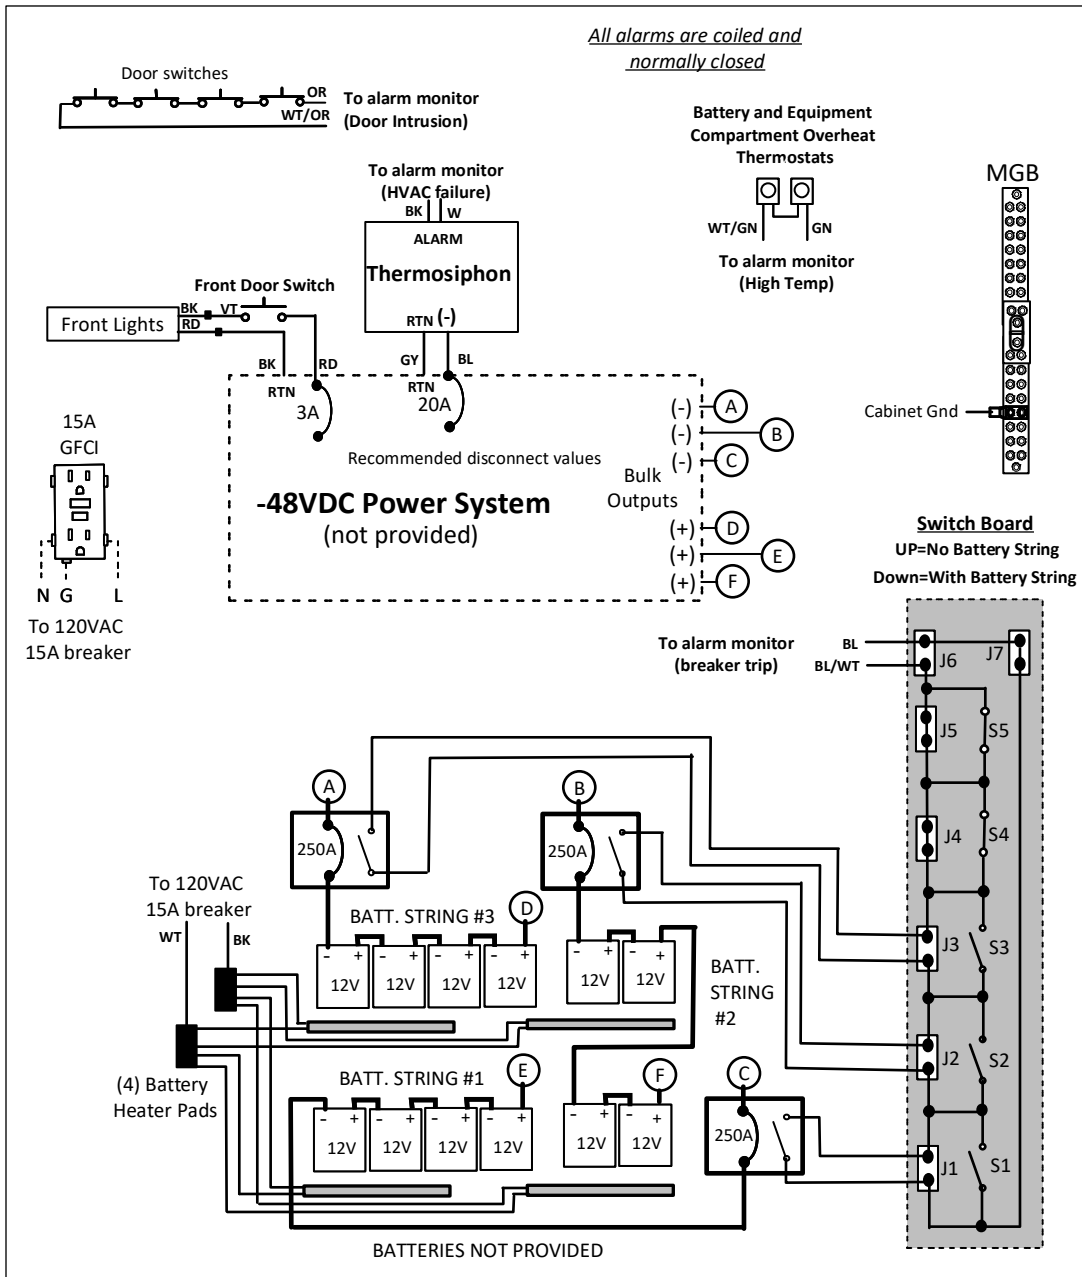 All alarms are coiled and
normally closed
Door switches
OR
WT/OR
To alarm monitor
(Door Intrusion)
Battery and Equipment
Compartment Overheat
Thermostats
WT/GN
GN
To alarm monitor
(High Temp)
MGB
Cabinet Gnd
To alarm monitor
(HVAC failure)
BK
W
ALARM
Thermosiphon
RTN
(-)
GY
BL
Front Door Switch
Front Lights
BK
VT
RD
BK
RD
RTN
3A
RTN
20A
Recommended disconnect values
-48VDC Power System
(not provided)
Bulk
Outputs
(-)
A
(-)
B
(-)
C
(+)
D
(+)
E
(+)
F
15A
GFCI
N
G
L
To 120VAC
15A breaker
Switch Board
UP=No Battery String
Down=With Battery String
To alarm monitor
(breaker trip)
BL
BL/WT
J6
J7
J5
S5
J4
S4
J3
S3
J2
S2
J1
S1
A
250A
B
250A
To 120VAC
15A breaker
WT
BK
BATT. STRING #3
D
- +
12V
- +
12V
- +
12V
- +
12V
- +
12V
- +
12V
BATT.
STRING
#2
(4) Battery
Heater Pads
BATT. STRING #1
E
F
C
250A
- +
12V
- +
12V
- +
12V
- +
12V
- +
12V
- +
12V
BATTERIES NOT PROVIDED